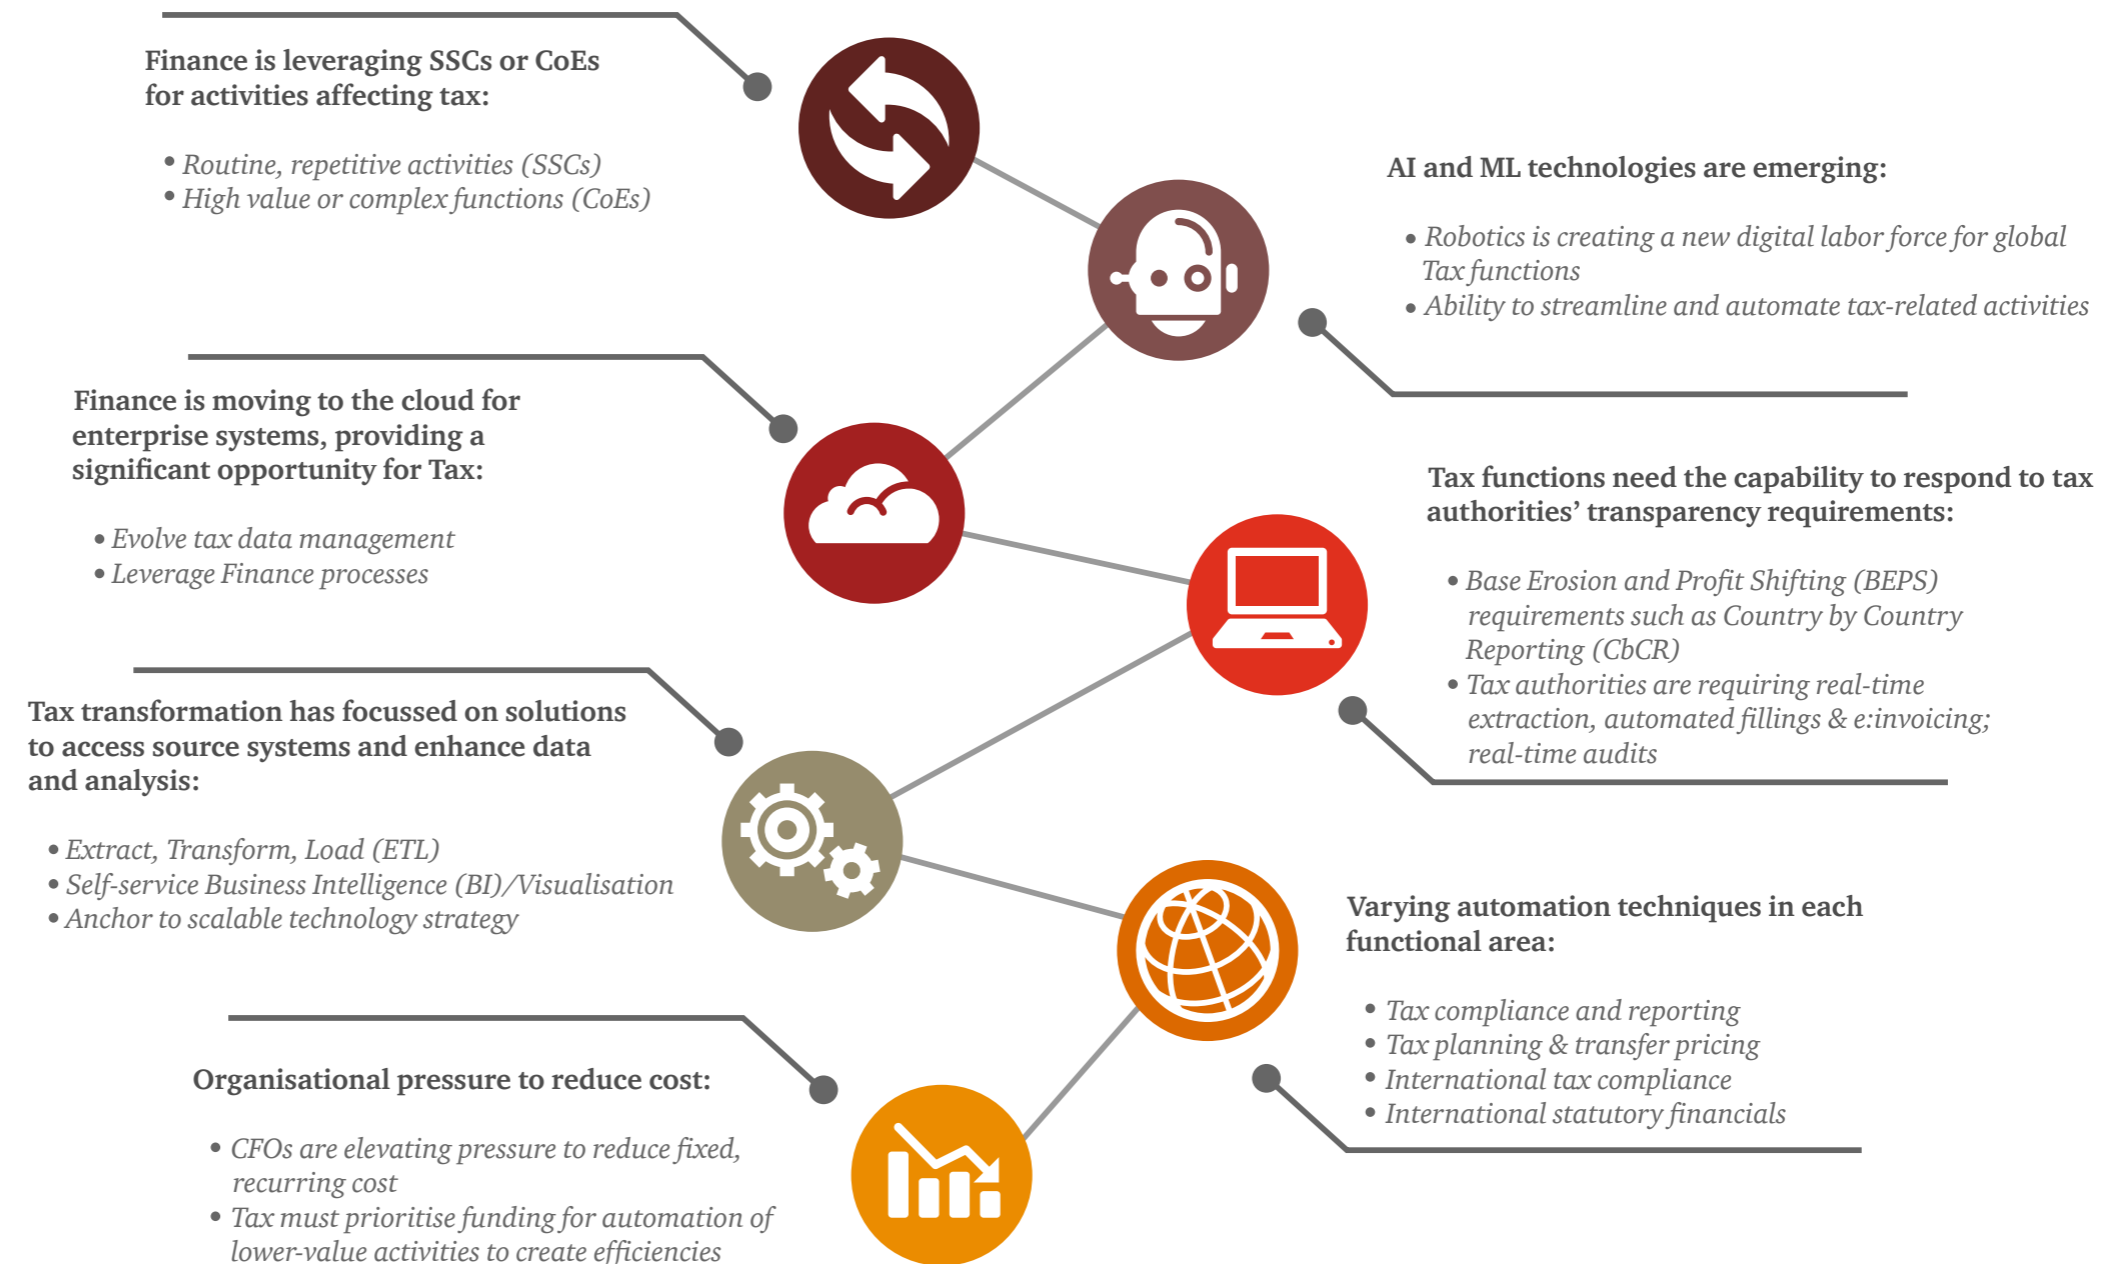 Finance is leveraging SSCs or CoEs
for activities affecting tax:
• Routine, repetitive activities (SSCs)
• High value or complex functions (CoEs)
AI and ML technologies are emerging:
• Robotics is creating a new digital labor force for global
Tax functions
• Ability to streamline and automate tax-related activities
Finance is moving to the cloud for
enterprise systems, providing a
significant opportunity for Tax:
• Evolve tax data management
• Leverage Finance processes
Tax functions need the capability to respond to tax
authorities’ transparency requirements:
• Base Erosion and Profit Shifting (BEPS)
requirements such as Country by Country
Reporting (CbCR)
• Tax authorities are requiring real-time
extraction, automated fillings & e:invoicing;
real-time audits
Tax transformation has focussed on solutions
to access source systems and enhance data
and analysis:
• Extract, Transform, Load (ETL)
• Self-service Business Intelligence (BI)/Visualisation
• Anchor to scalable technology strategy
Varying automation techniques in each
functional area:
• Tax compliance and reporting
• Tax planning & transfer pricing
• International tax compliance
• International statutory financials
Organisational pressure to reduce cost:
• CFOs are elevating pressure to reduce fixed,
recurring cost
• Tax must prioritise funding for automation of
lower-value activities to create efficiencies